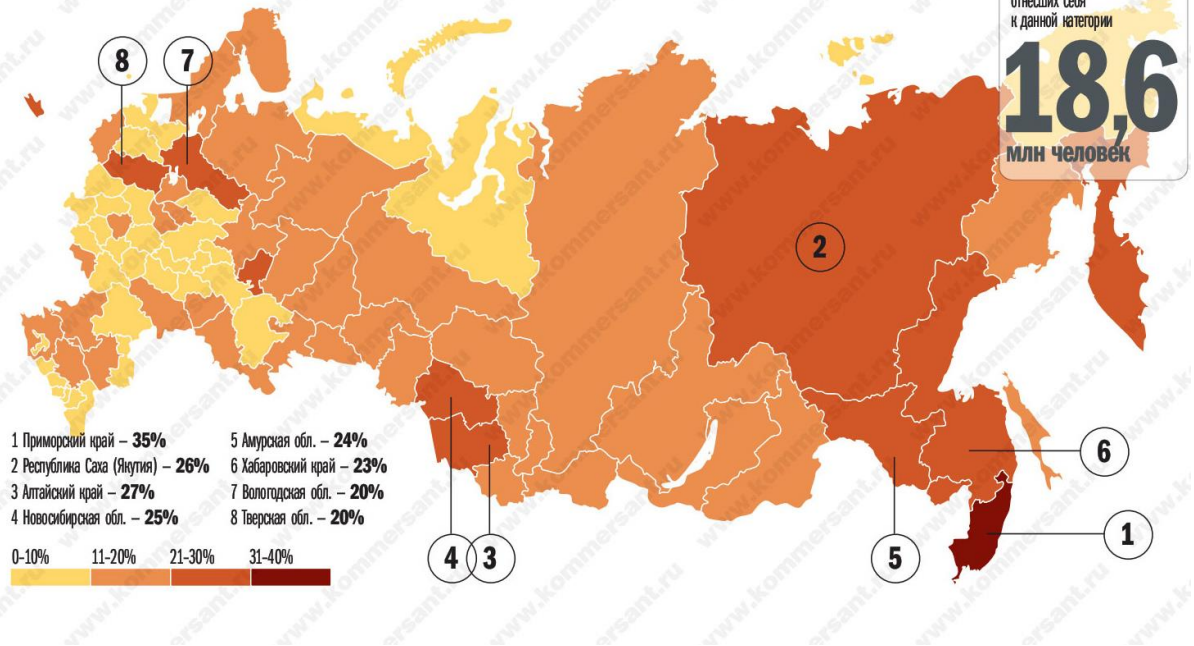 отнесших себя
к данной категории
18,6
млн человек
8
7
2
6
1
5
4
3
1 Приморский край – 35%
2 Республика Саха (Якутия) – 26%
3 Алтайский край – 27%
4 Новосибирская обл. – 25%
5 Амурская обл. – 24%
6 Хабаровский край – 23%
7 Вологодская обл. – 20%
8 Тверская обл. – 20%
0-10%
11-20%
21-30%
31-40%
www.kommersant.ru